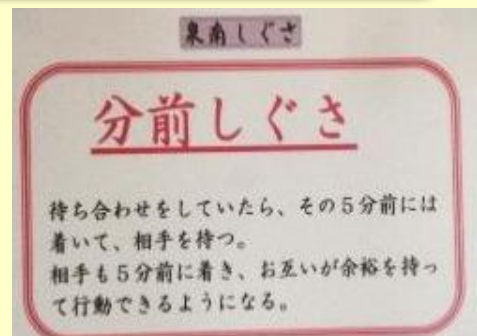 泉南しぐさ
分前しぐさ
待ち合わせをしていたら、その5分前には
着いて、相手を待つ。
相手も5分前に着き、お互いが余裕を持っ
て行動できるようになる。